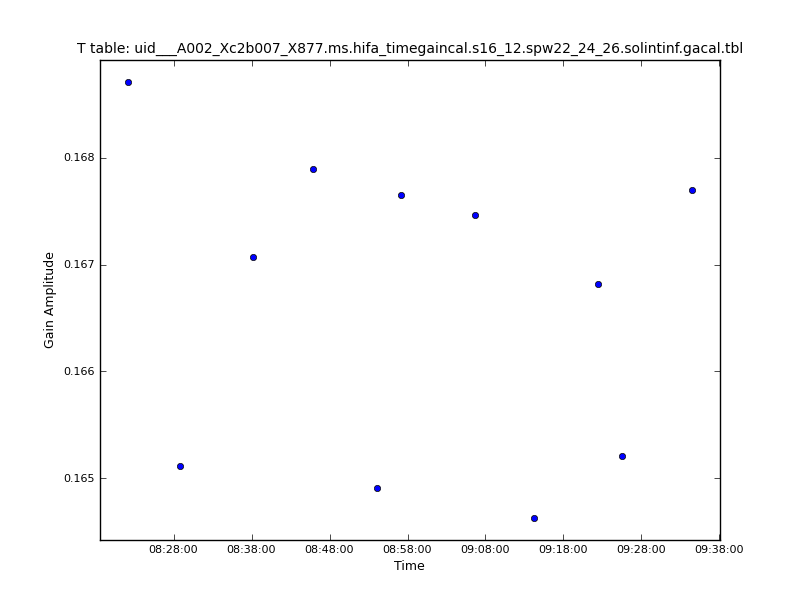 T table: uid___A002_Xc2b007_X877.ms.hifa_timegaincal.s16_12.spw22_24_26.solintinf.gacal.tbl
Gain Amplitude
0.168
0.167
0.166
0.165
08:28:00 08:38:00 08:48:00 08:58:00 09:08:00 09:18:00 09:28:00 09:38:00
Time